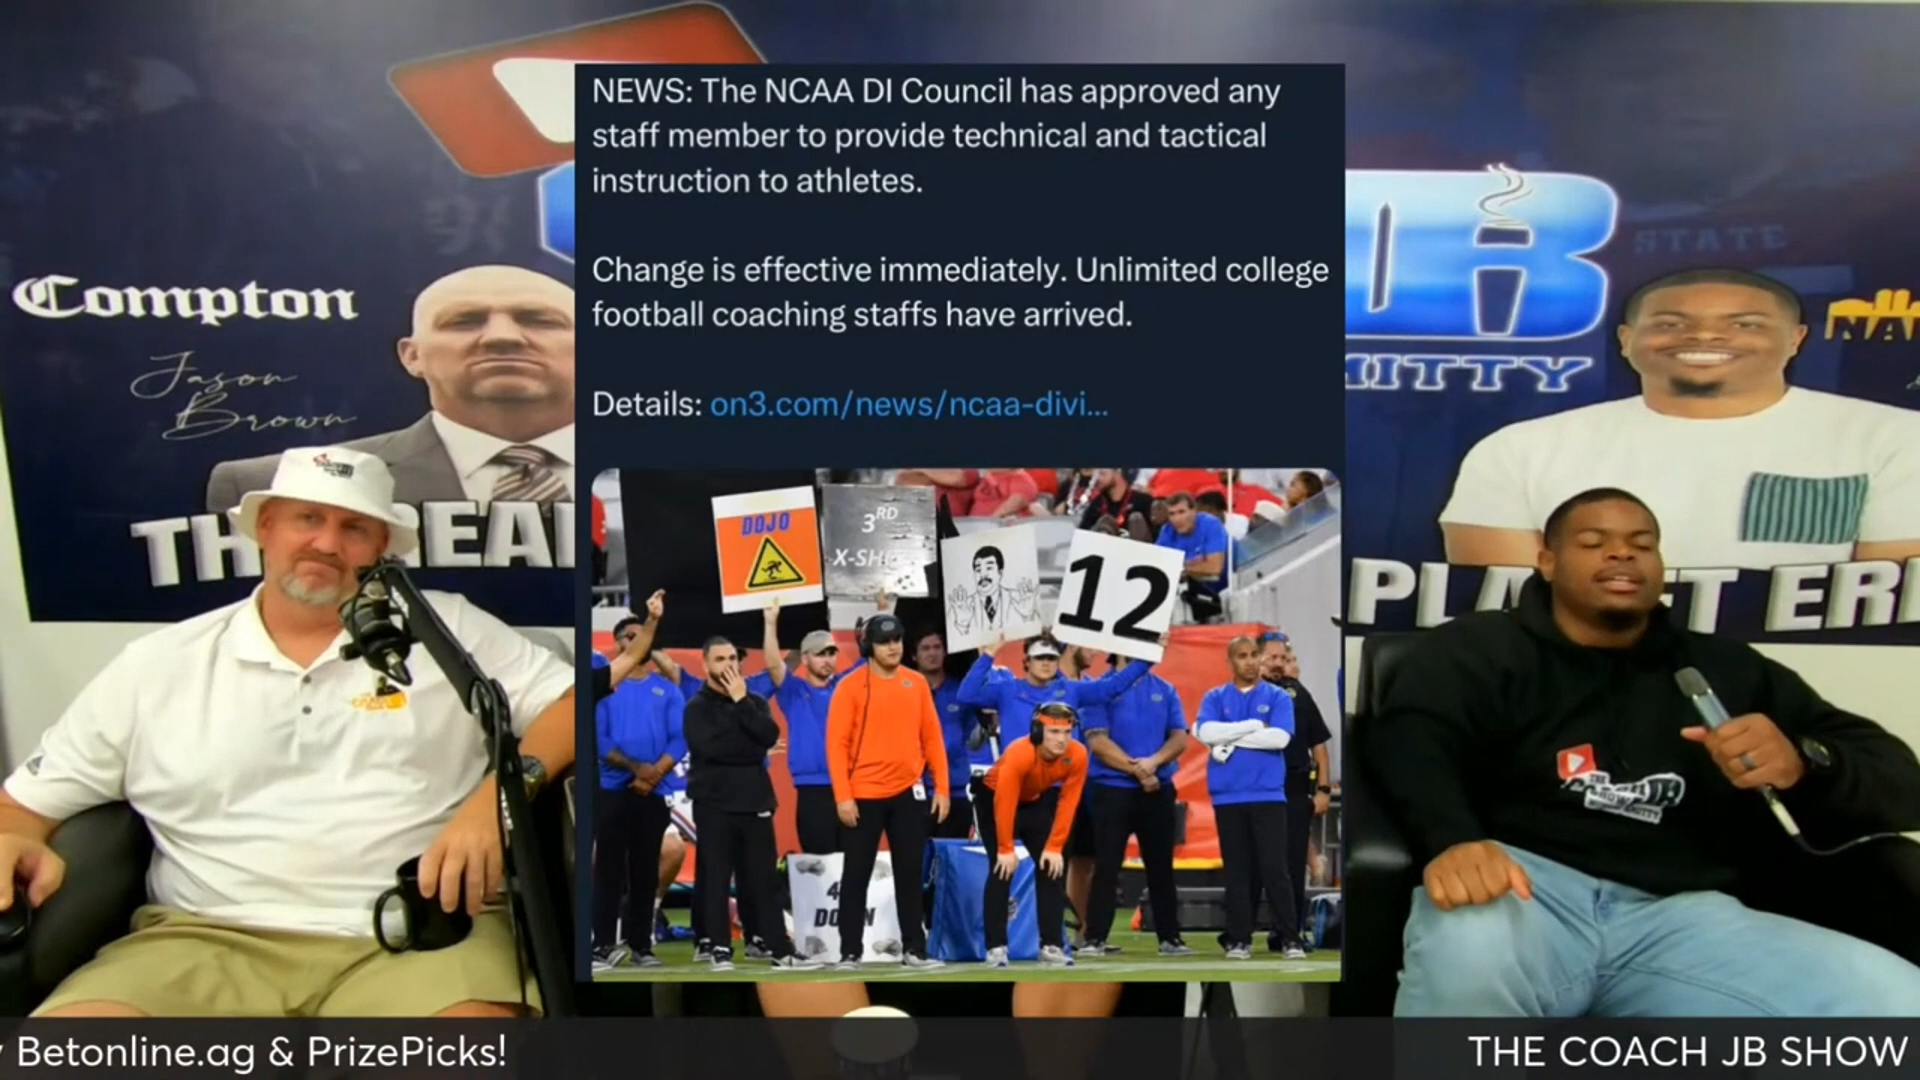 NEWS: The NCAA DI Council has approved any
staff member to provide technical and tactical
instruction to athletes.
Change is effective immediately. Unlimited college
football coaching staffs have arrived.
Details: on3.com/news/ncaa-divi...
Compton
Jason
Brown
STATE
DOJO
3RD
12
Betonline.ag & PrizePicks!
THE COACH JB SHOW